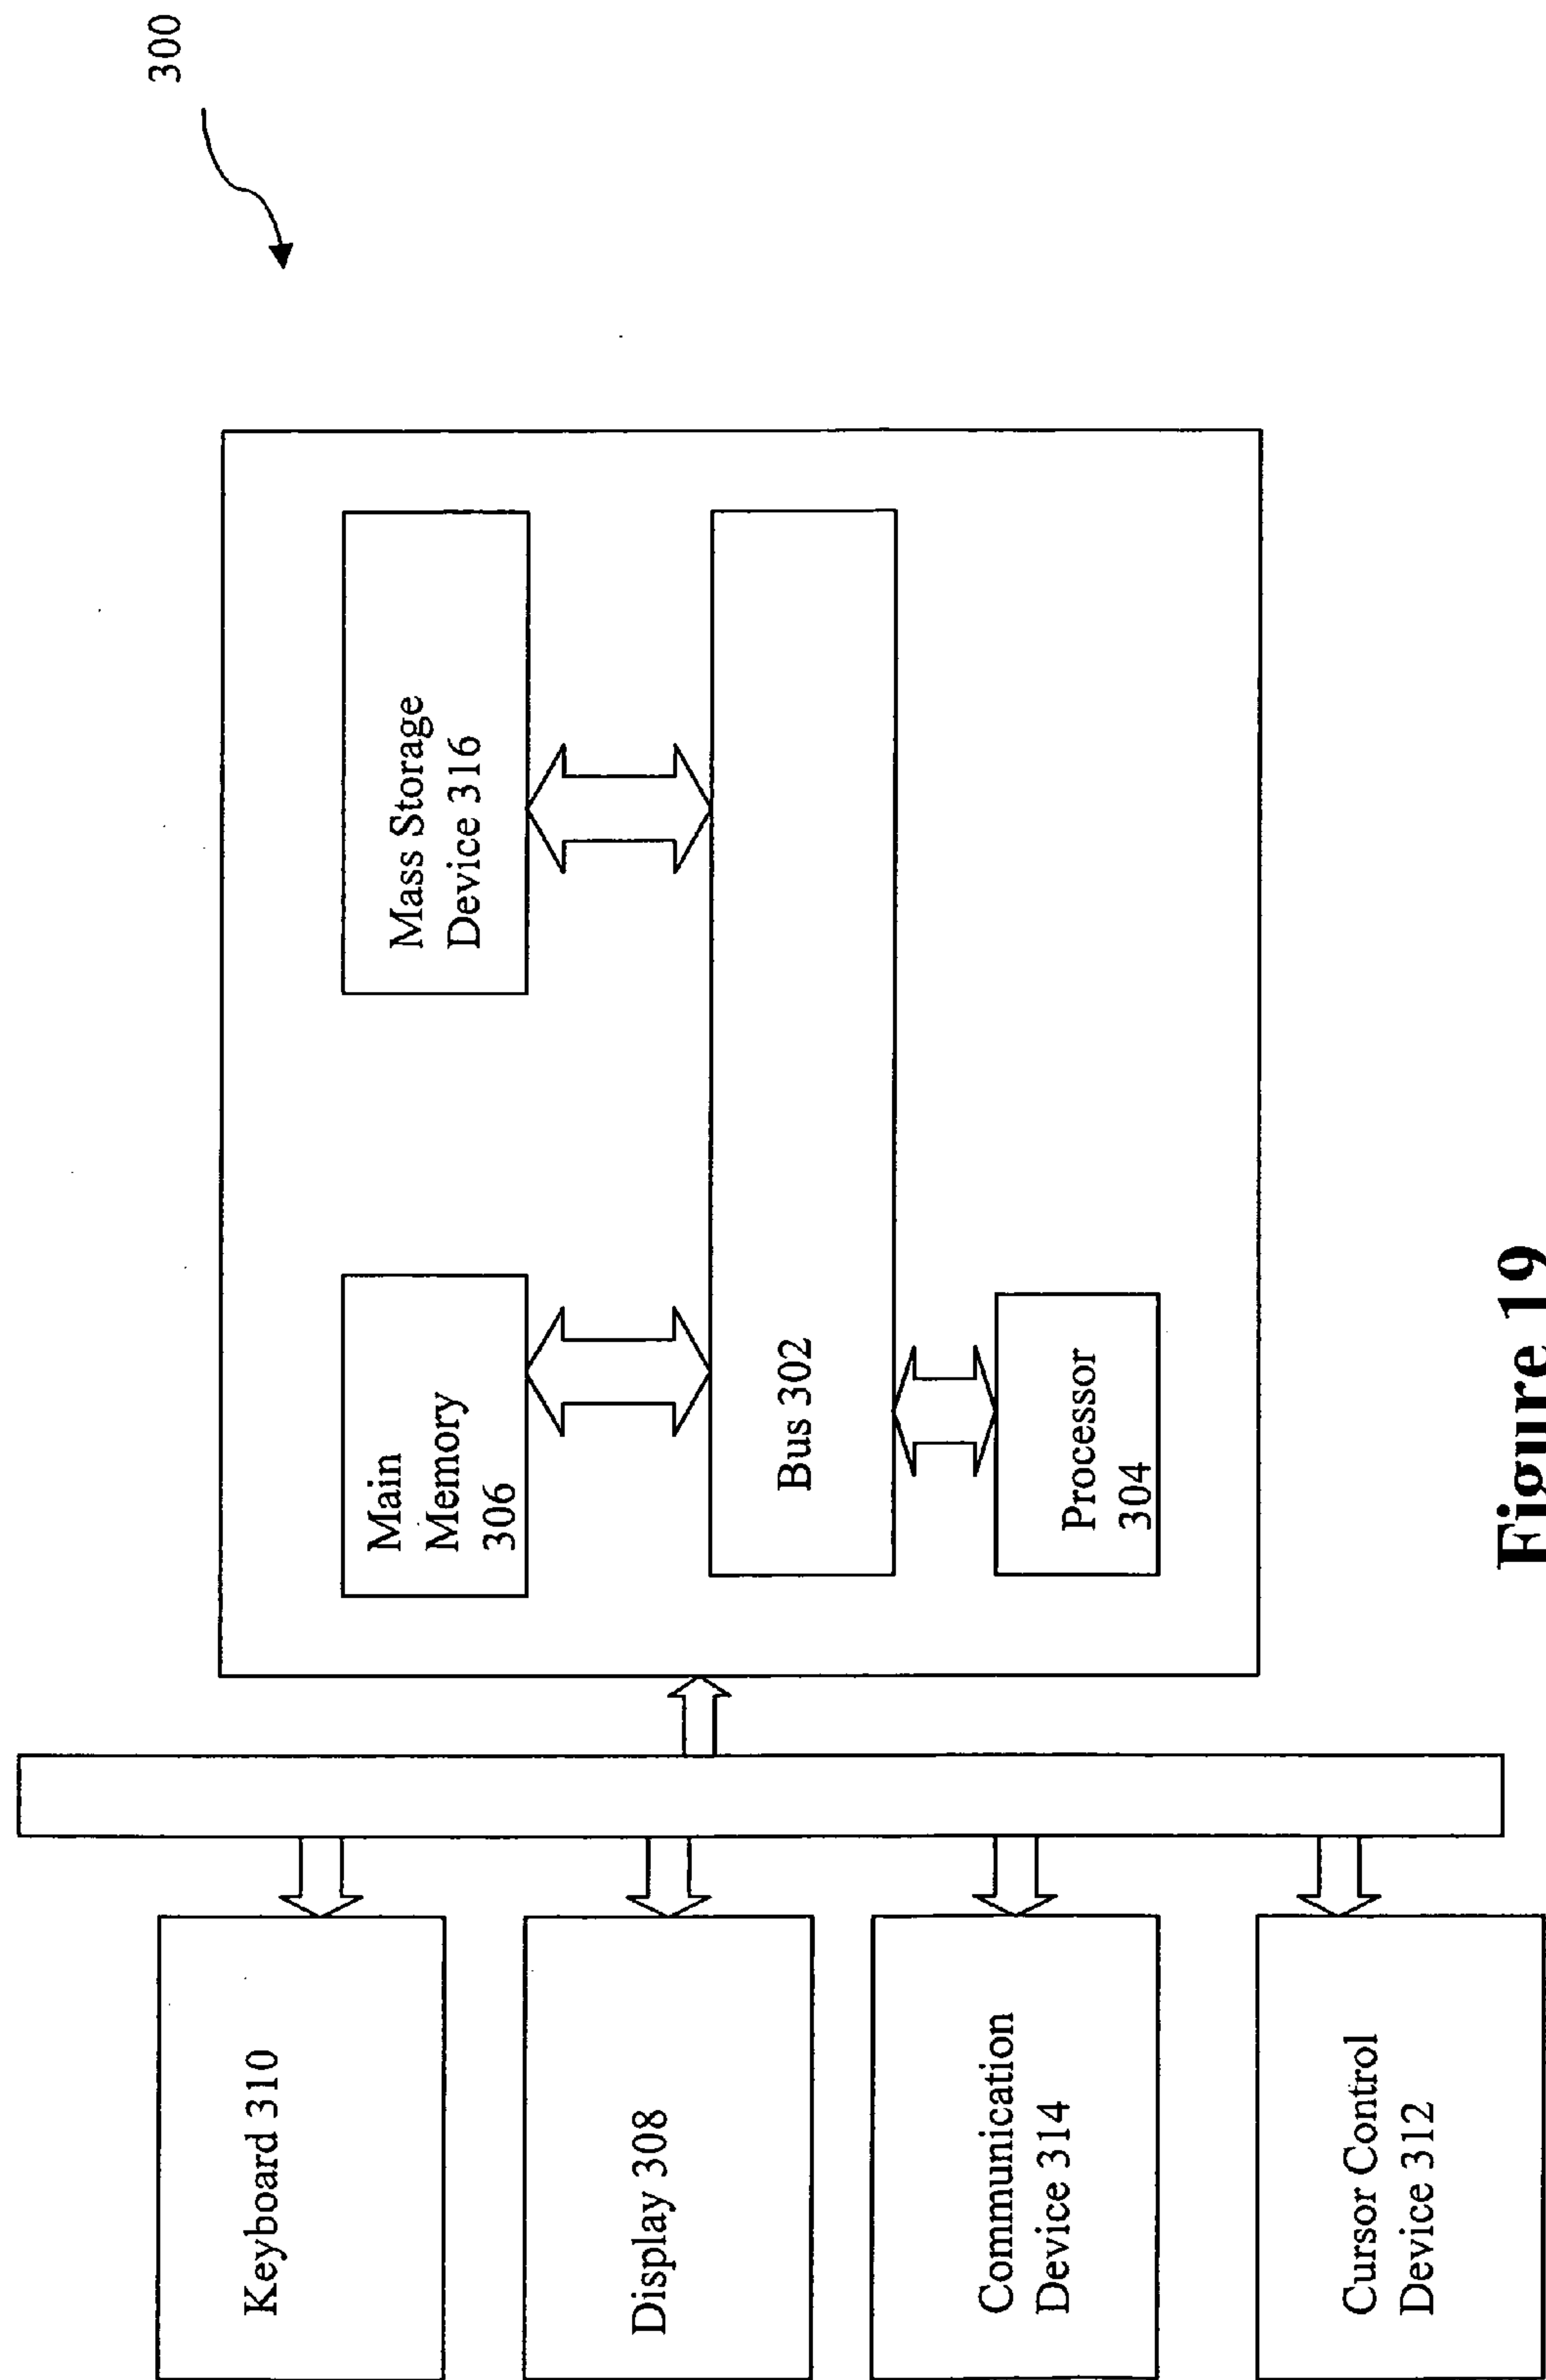 300
Keyboard 310
Display 308
Communication
Device 314
Cursor Control
Device 312
Main
Memory
306
Mass Storage
Device 316
Bus 302
Processor
304
Figure 19